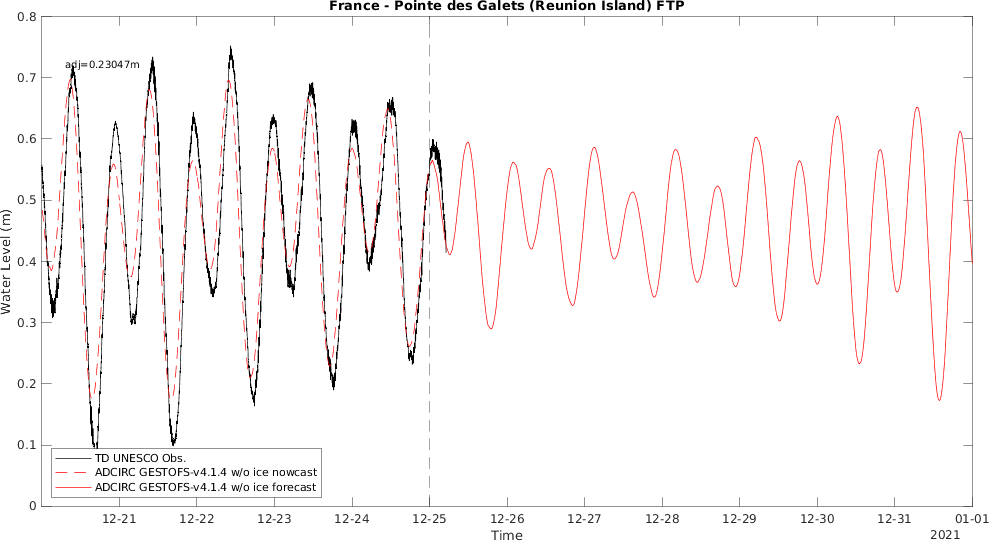 France - Pointe des Galets (Reunion Island) FTP
0.8
0.7
0.6
0.5
0.4
0.3
0.2
0.1
0
Water Level (m)
adj=0.23047m
TD UNESCO Obs.
ADCIRC GESTOFS-v4.1.4 w/o ice nowcast
ADCIRC GESTOFS-v4.1.4 w/o ice forecast
12-21 12-22 12-23 12-24 12-25 12-26 12-27 12-28 12-29 12-30 12-31 01-01
Time
2021